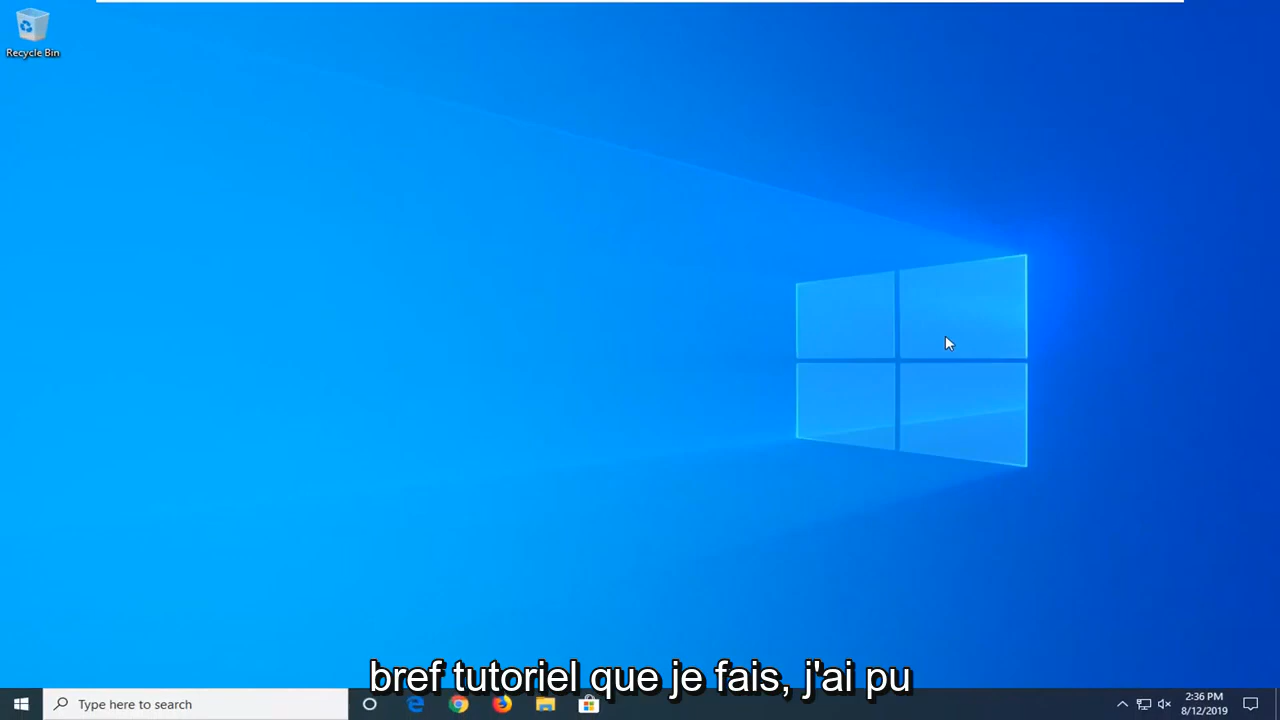 Recycle Bin
bref tutoriel que je fais, j'ai pu
Type here to search
2:36 PM
8/12/2019